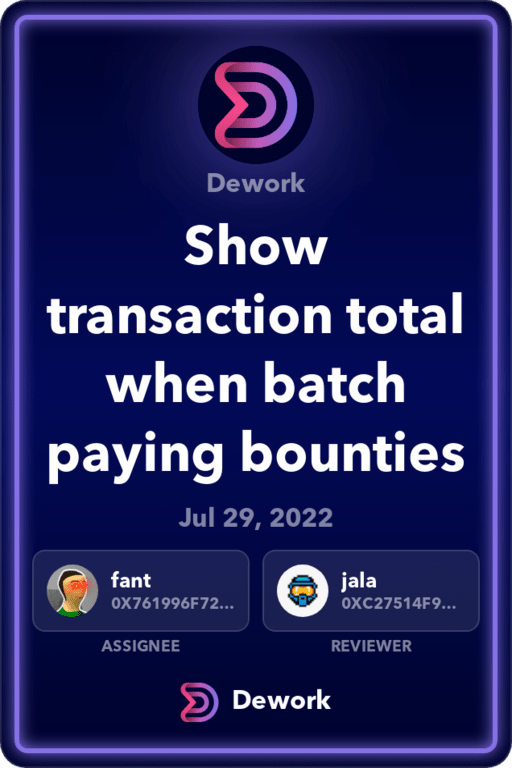 Dework
Show
transaction total
when batch
paying bounties
Jul 29, 2022
fant
0X761996F72...
ASSIGNEE
jala
0XC27514F9...
REVIEWER
Dework